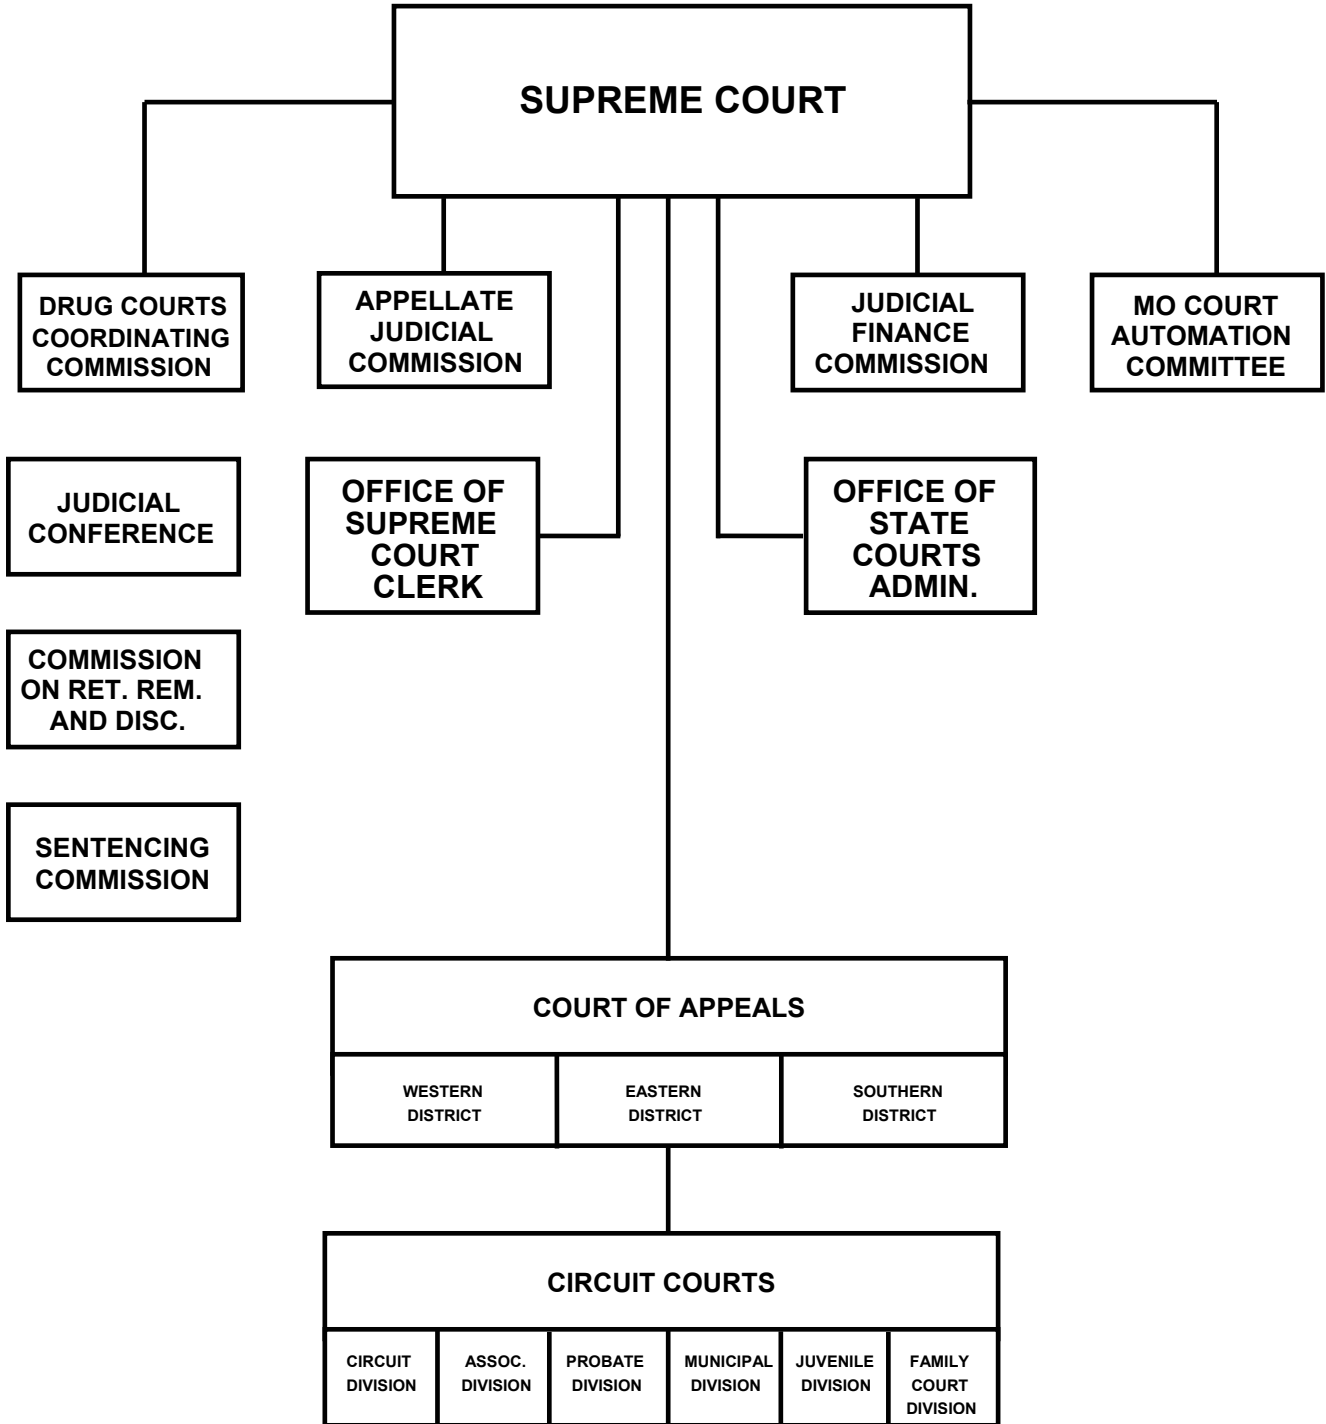 SUPREME COURT
DRUG COURTS
COORDINATING
COMMISSION
APPELLATE
JUDICIAL
COMMISSION
JUDICIAL
FINANCE
COMMISSION
MO COURT
AUTOMATION
COMMITTEE
JUDICIAL
CONFERENCE
OFFICE OF
SUPREME
COURT
CLERK
OFFICE OF
STATE
COURTS
ADMIN.
COMMISSION
ON RET. REM.
AND DISC.
SENTENCING
COMMISSION
COURT OF APPEALS
WESTERN
DISTRICT
EASTERN
DISTRICT
SOUTHERN
DISTRICT
CIRCUIT COURTS
CIRCUIT
DIVISION
ASSOC.
DIVISION
PROBATE
DIVISION
MUNICIPAL
DIVISION
JUVENILE
DIVISION
FAMILY
COURT
DIVISION